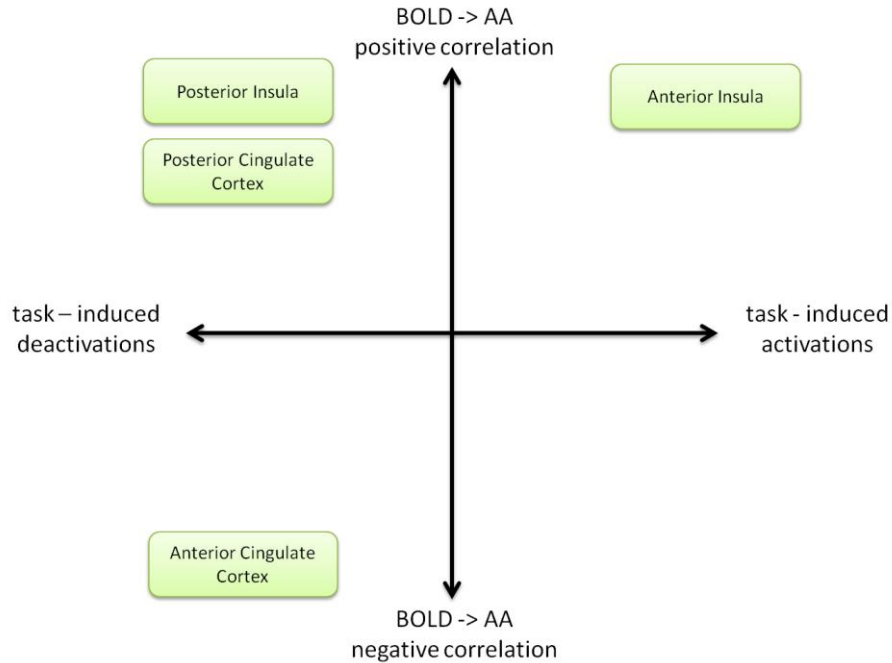 BOLD -> AA
positive correlation
Posterior Insula
Anterior Insula
Posterior Cingulate
Cortex
task – induced
deactivations
task - induced
activations
Anterior Cingulate
Cortex
BOLD -> AA
negative correlation